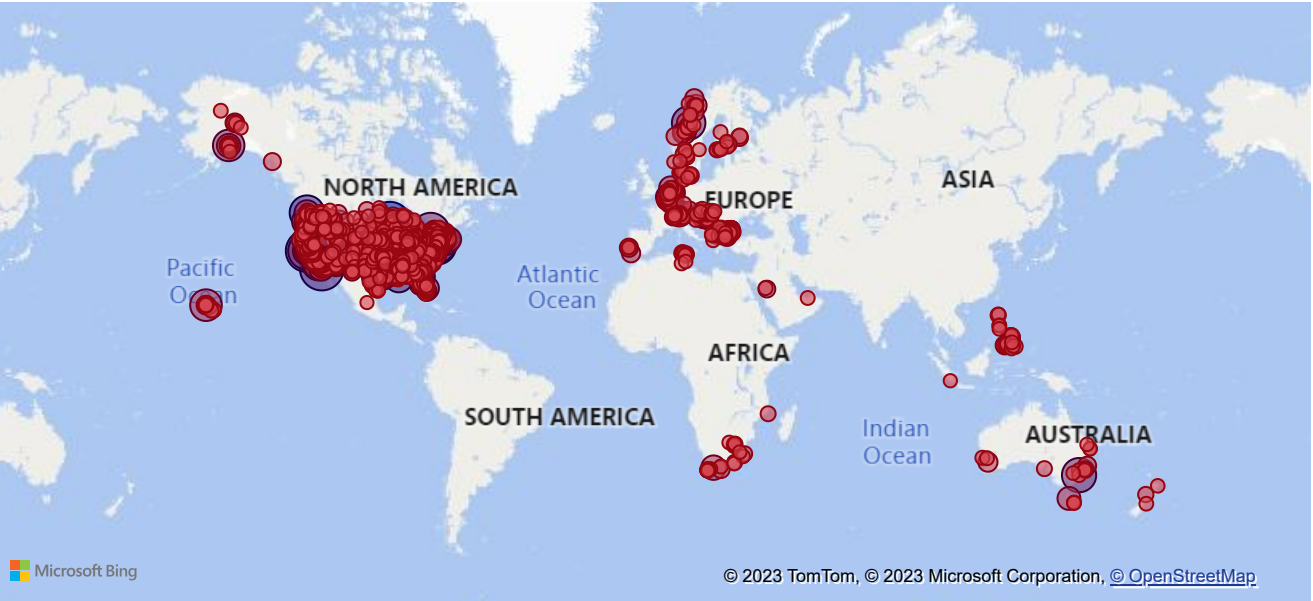 NORTH AMERICA
EUROPE
ASIA
Pacific
Ocean
Atlantic
Ocean
AFRICA
SOUTH AMERICA
Indian
Ocean
AUSTRALIA
Microsoft Bing
© 2023 TomTom, © 2023 Microsoft Corporation, © OpenStreetMap